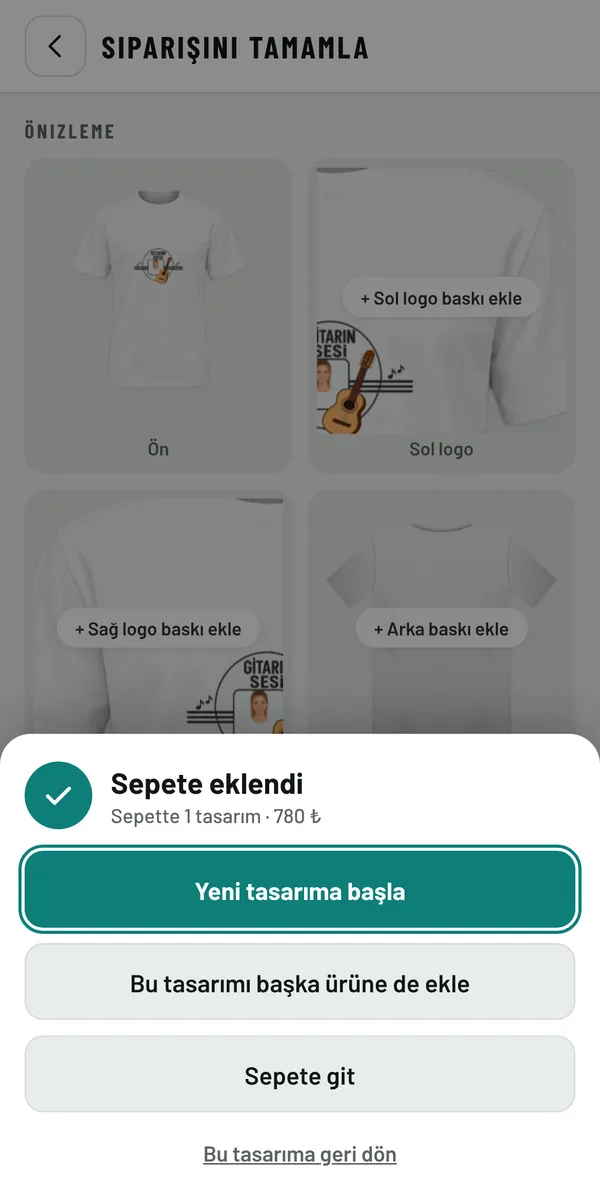 SIPARIŞINI TAMAMLA
ÖNIZLEME
GİTARIN
SESİ
Ön
+ Sol logo baskı ekle
İTARIN
SESİ
Sol logo
+ Sağ logo baskı ekle
GİTARI
SESİ
+ Arka baskı ekle
Sepete eklendi
Sepette 1 tasarım · 780 ₺
Yeni tasarıma başla
Bu tasarımı başka ürüne de ekle
Sepete git
Bu tasarıma geri dön